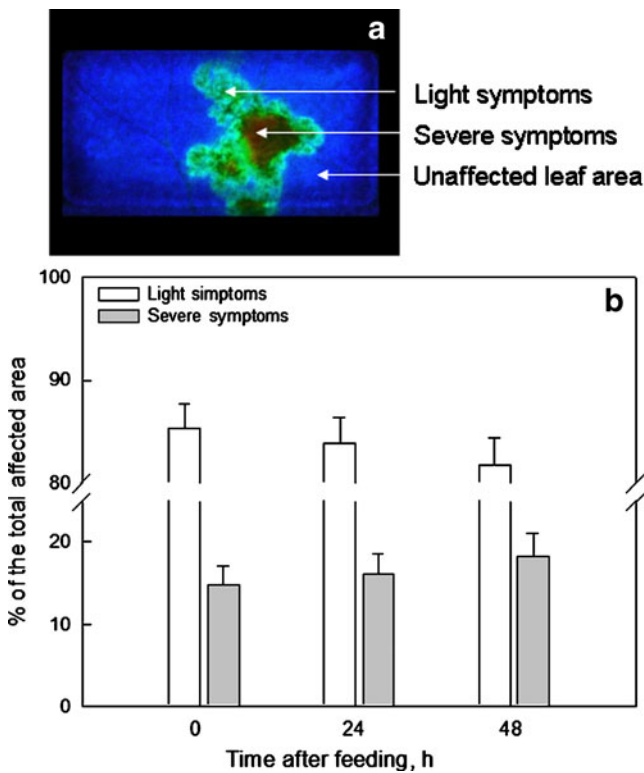 a
Light symptoms
Severe symptoms
Unaffected leaf area
b
Light simptoms
Severe symptoms
% of the total affected area
100
90
80
20
10
0
0 24 48
Time after feeding, h